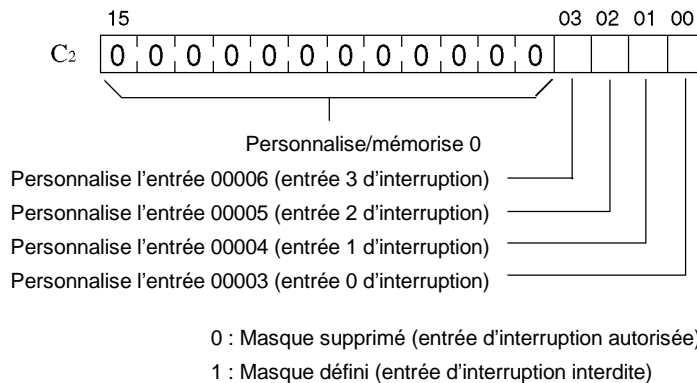 15 03 02 01 00
C2 0 0 0 0 0 0 0 0 0 0 0 0
Personnalise/mémorise 0
Personnalise l'entrée 00006 (entrée 3 d'interruption)
Personnalise l'entrée 00005 (entrée 2 d'interruption)
Personnalise l'entrée 00004 (entrée 1 d'interruption)
Personnalise l'entrée 00003 (entrée 0 d'interruption)
0 : Masque supprimé (entrée d'interruption autorisée)
1 : Masque défini (entrée d'interruption interdite)